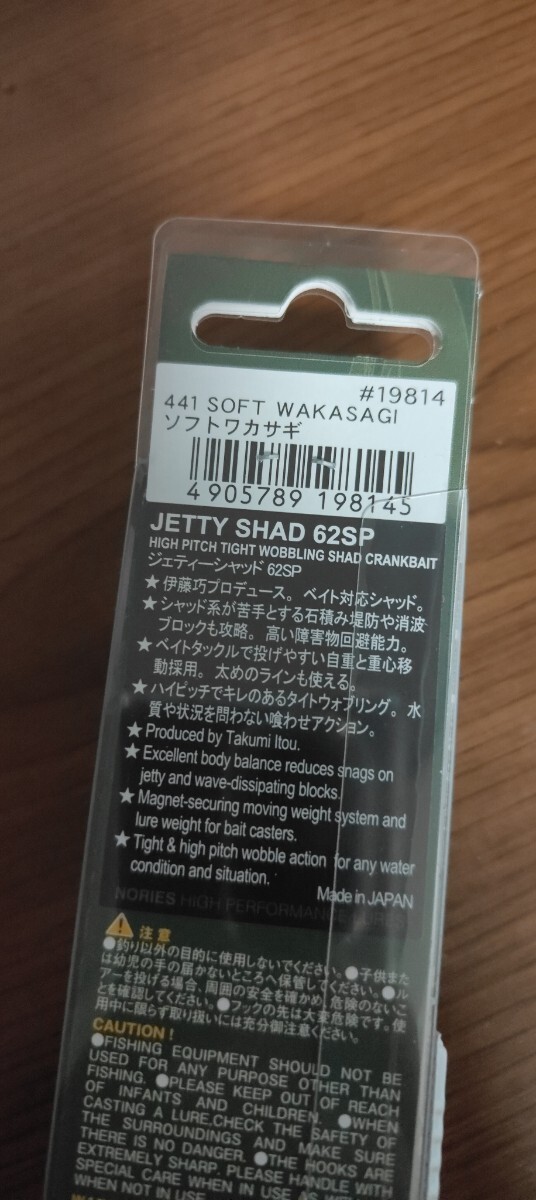 #19814
441 SOFT WAKASAGI
ソフトワカサギ
4 905789 198145
JETTY SHAD 62SP
HIGH PITCH TIGHT WOBBLING SHAD CRANKBAIT
ジェティーシャッド 62SP
★伊藤巧プロデュース。ベイト対応シャッド。
★シャッド系が苦手とする石積み堤防や消波
ブロックも攻略。高い障害物回避能力。
★ベイトタックルで投げやすい自重と重心移
動採用。太めのラインも使える。
★ハイピッチでキレのあるタイトウォブリング。水
質や状況を問わない喰わせアクション。
★Produced by Takumi Itou.
★Excellent body balance reduces snags on
jetty and wave-dissipating blocks.
★Magnet-securing moving weight system and
lure weight for bait casters.
★Tight & high pitch wobble action for any water
condition and situation.
Made in JAPAN
NORIES HIGH PERFORMANCE
注意
●釣り以外の目的に使用しないでください。●子供また
は幼児の手の届かないところへ保管してください。●ル
アーを投げる場合、周囲の安全を確かめ、危険のないこ
とを確認してください。●フックの先は大変危険です。使
用中に限らず取り扱いには充分御注意ください。
CAUTION!
●FISHING EQUIPMENT SHOULD NOT BE
USED FOR ANY PURPOSE OTHER THAN
FISHING. ●PLEASE KEEP OUT OF REACH
OF INFANTS AND CHILDREN. ●WHEN
CASTING A LURE,CHECK THE SAFETY OF
THE SURROUNDINGS AND MAKE SURE
THERE IS NO DANGER. ●THE HOOKS ARE
EXTREMELY SHARP. PLEASE HANDLE WITH
SPECIAL CARE WHEN IN USE AS WELL AS
WHEN NOT IN USE.